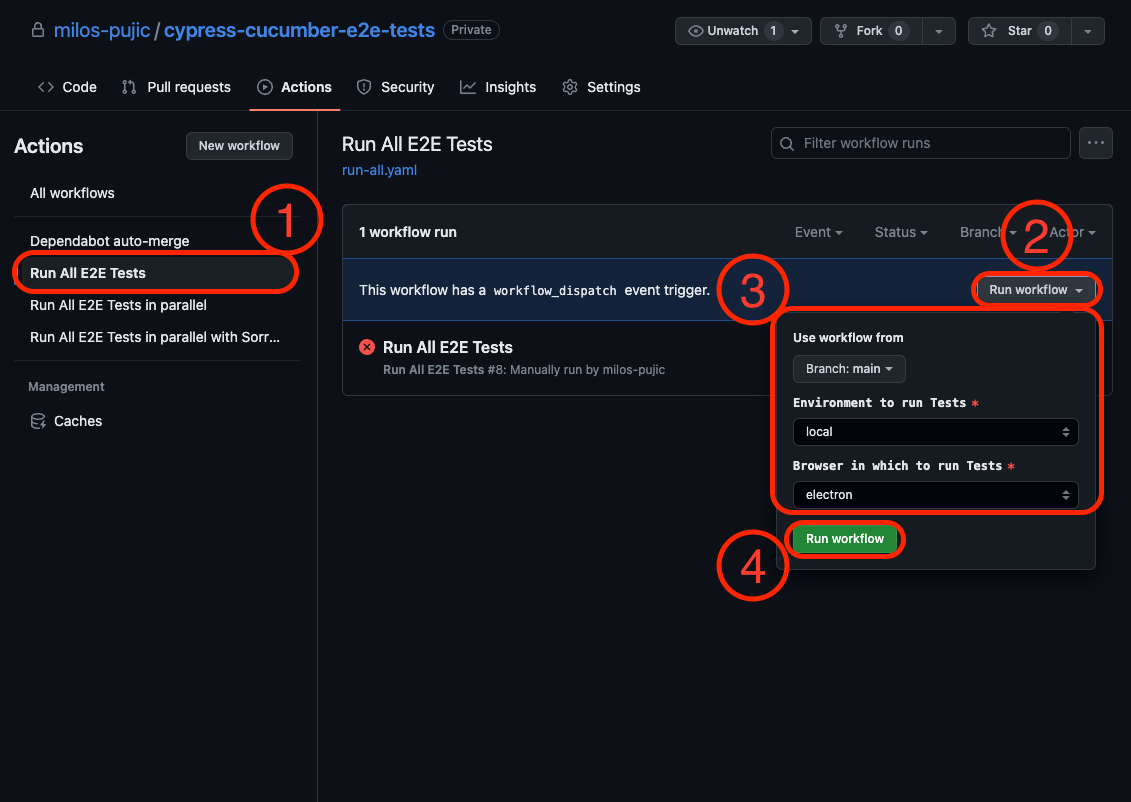 milos-pujic / cypress-cucumber-e2e-tests Private
Unwatch 1 Fork 0 Star 0
Code Pull requests Actions Security Insights Settings
Actions New workflow
All workflows
1
Dependabot auto-merge
Run All E2E Tests
Run All E2E Tests in parallel
Run All E2E Tests in parallel with Sorr...
Management
Caches
Run All E2E Tests
run-all.yaml
Filter workflow runs
1 workflow run
Event Status Branch Actor
2
This workflow has a workflow_dispatch event trigger.
3
Run workflow
Run All E2E Tests
Run All E2E Tests #8: Manually run by milos-pujic
Use workflow from
Branch: main
Environment to run Tests *
local
Browser in which to run Tests *
electron
Run workflow
4